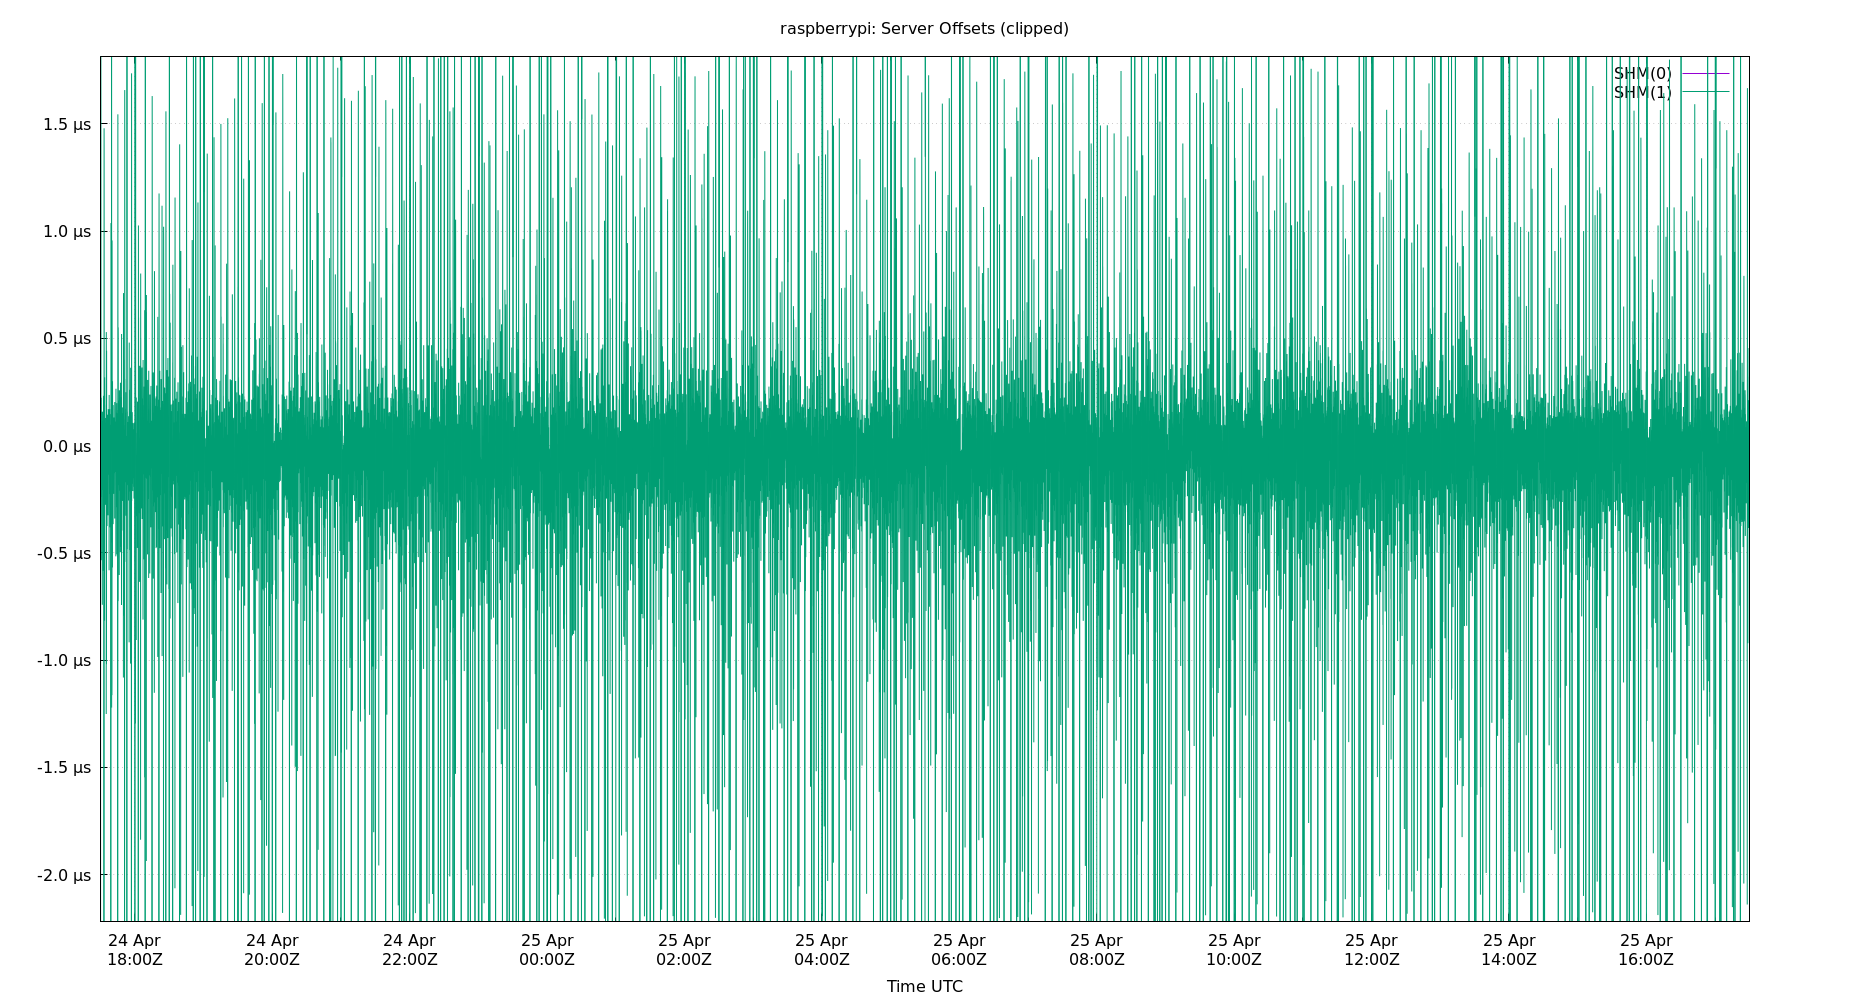 raspberrypi: Server Offsets (clipped)
SHM(0)
SHM(1)
1.5 μs
1.0 μs
0.5 μs
0.0 μs
-0.5 μs
-1.0 μs
-1.5 μs
-2.0 μs
24 Apr 24 Apr 24 Apr 25 Apr 25 Apr 25 Apr 25 Apr 25 Apr 25 Apr 25 Apr 25 Apr 25 Apr
18:00Z 20:00Z 22:00Z 00:00Z 02:00Z 04:00Z 06:00Z 08:00Z 10:00Z 12:00Z 14:00Z 16:00Z
Time UTC